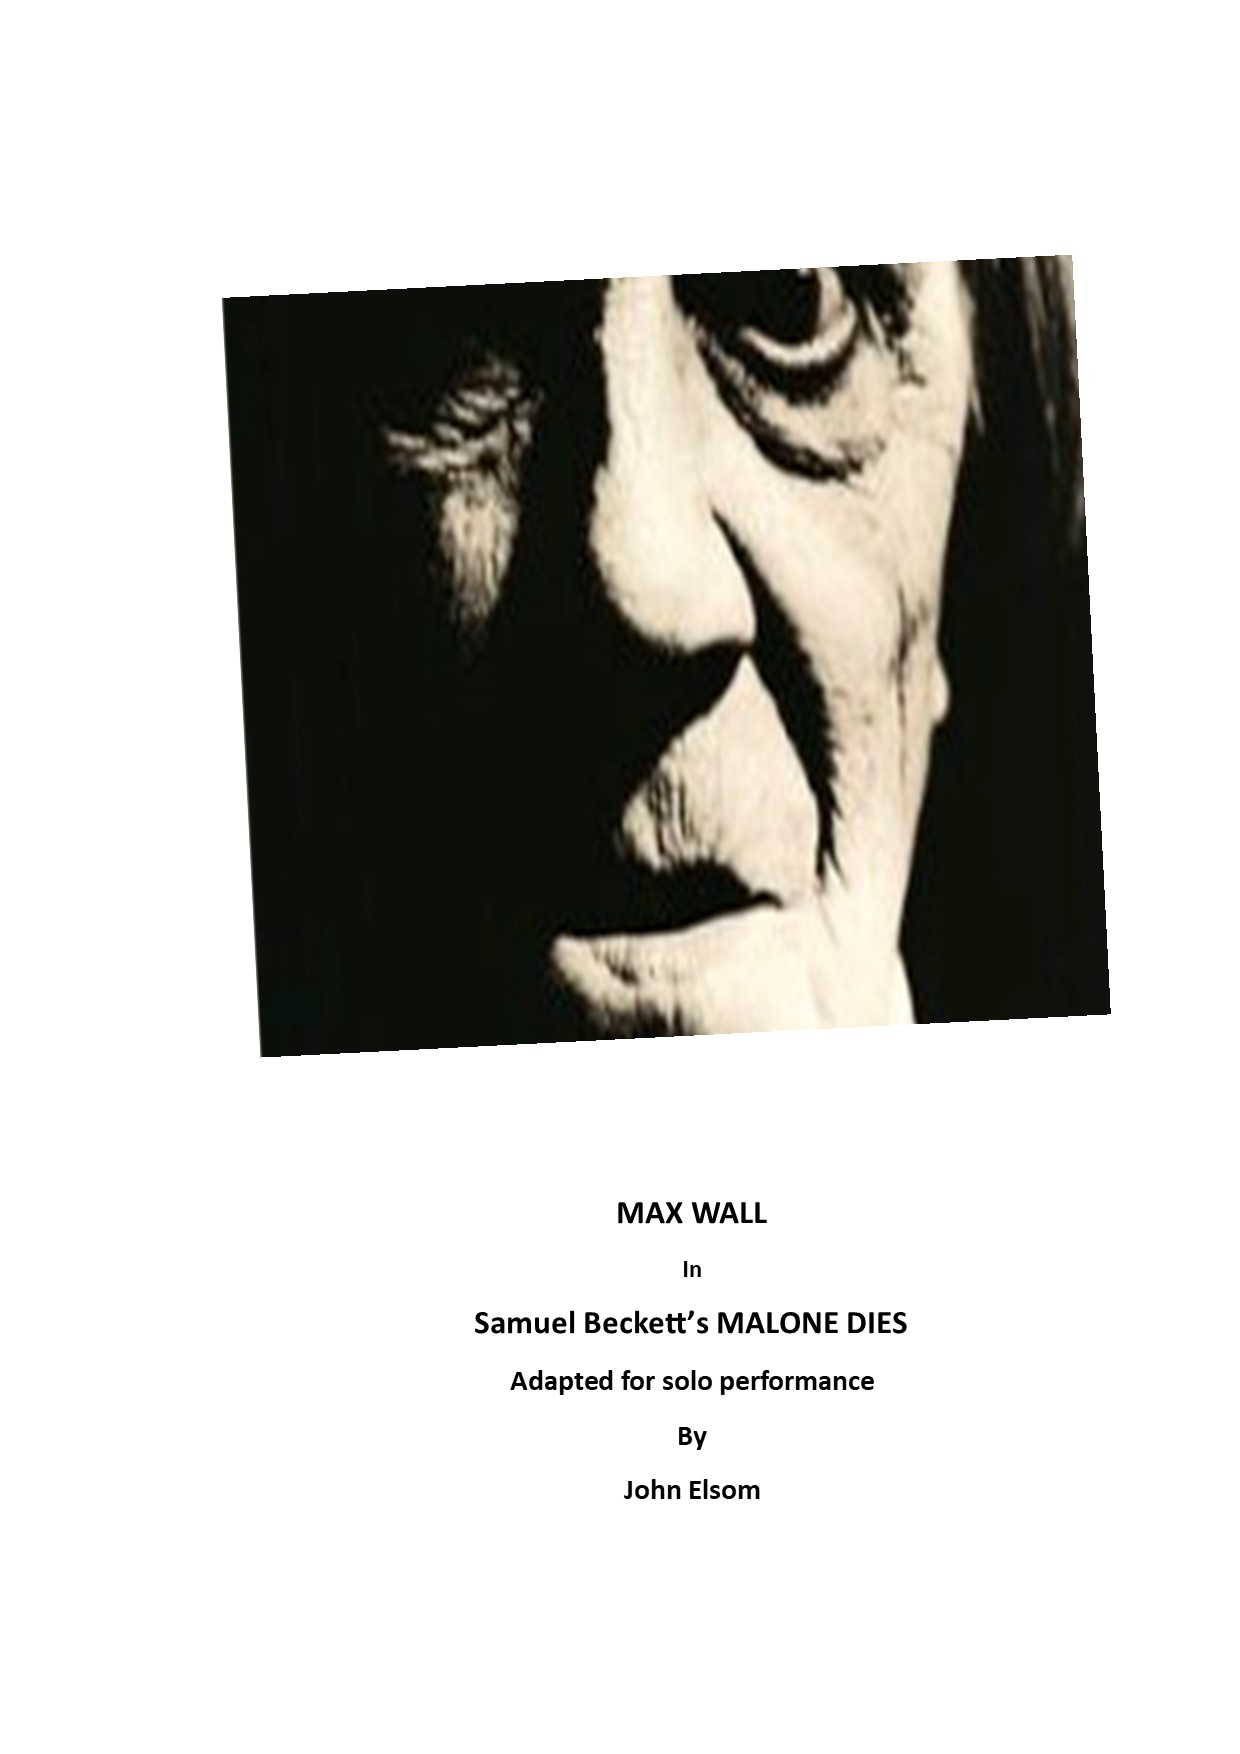 MAX WALL
In
Samuel Beckett’s MALONE DIES
Adapted for solo performance
By
John Elsom